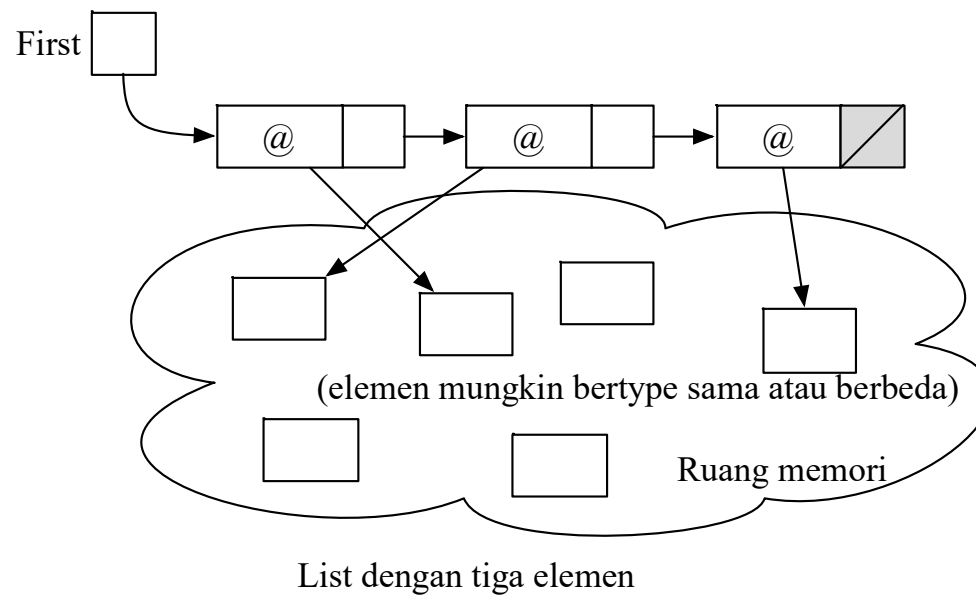 First
@ @ @
(elemen mungkin bertype sama atau berbeda)
Ruang memori
List dengan tiga elemen